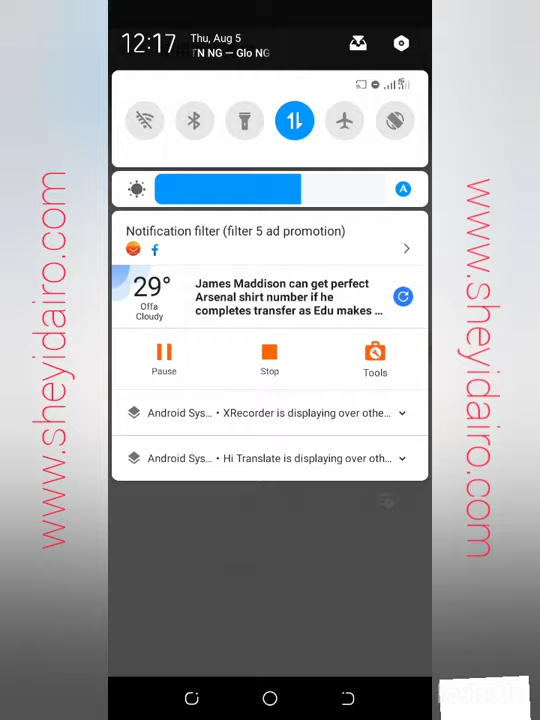 12:17
Thu, Aug 5
TN NG — Glo NG
4G
A
Notification filter (filter 5 ad promotion)
29°
Offa
Cloudy
James Maddison can get perfect
Arsenal shirt number if he
completes transfer as Edu makes ...
Pause
Stop
Tools
Android Sys... • XRecorder is displaying over othe...
Android Sys... • Hi Translate is displaying over oth...
www.sheyidairo.com
www.sheyidairo.com